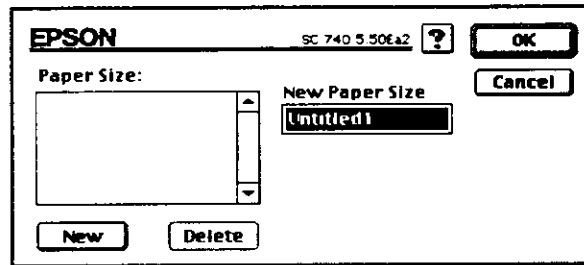 EPSON SC 740 5.50Ea2 ? OK
Paper Size:
New Paper Size Cancel
Untitled1
New Delete